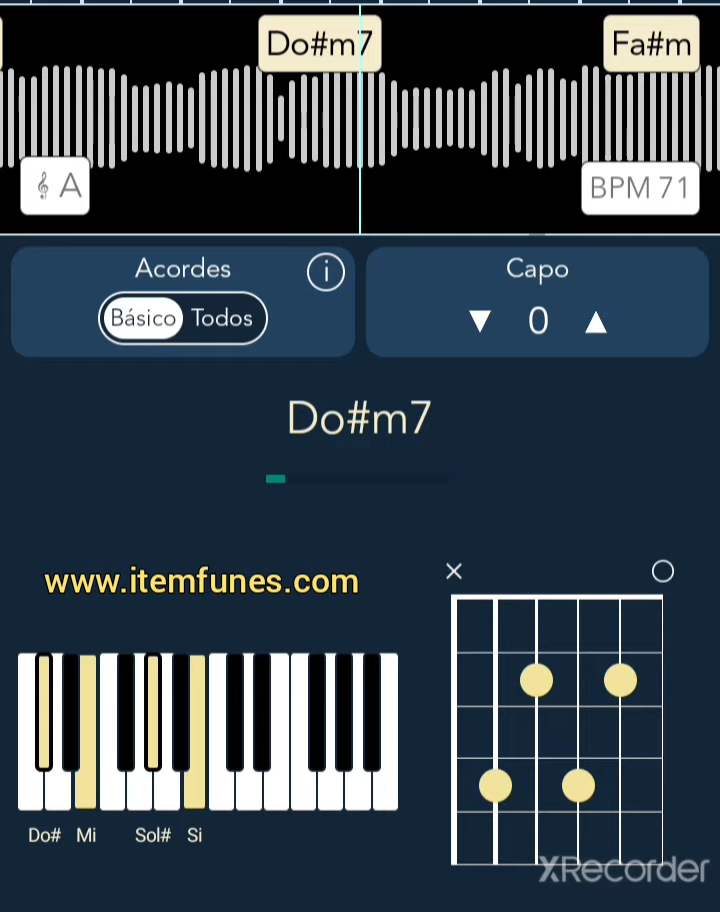 Do#m7
Fa#m
A
BPM 71
Acordes
i
Capo
Básico
Todos
▼ 0 ▲
Do#m7
www.itemfunes.com
Do# Mi Sol# Si
XRecorder